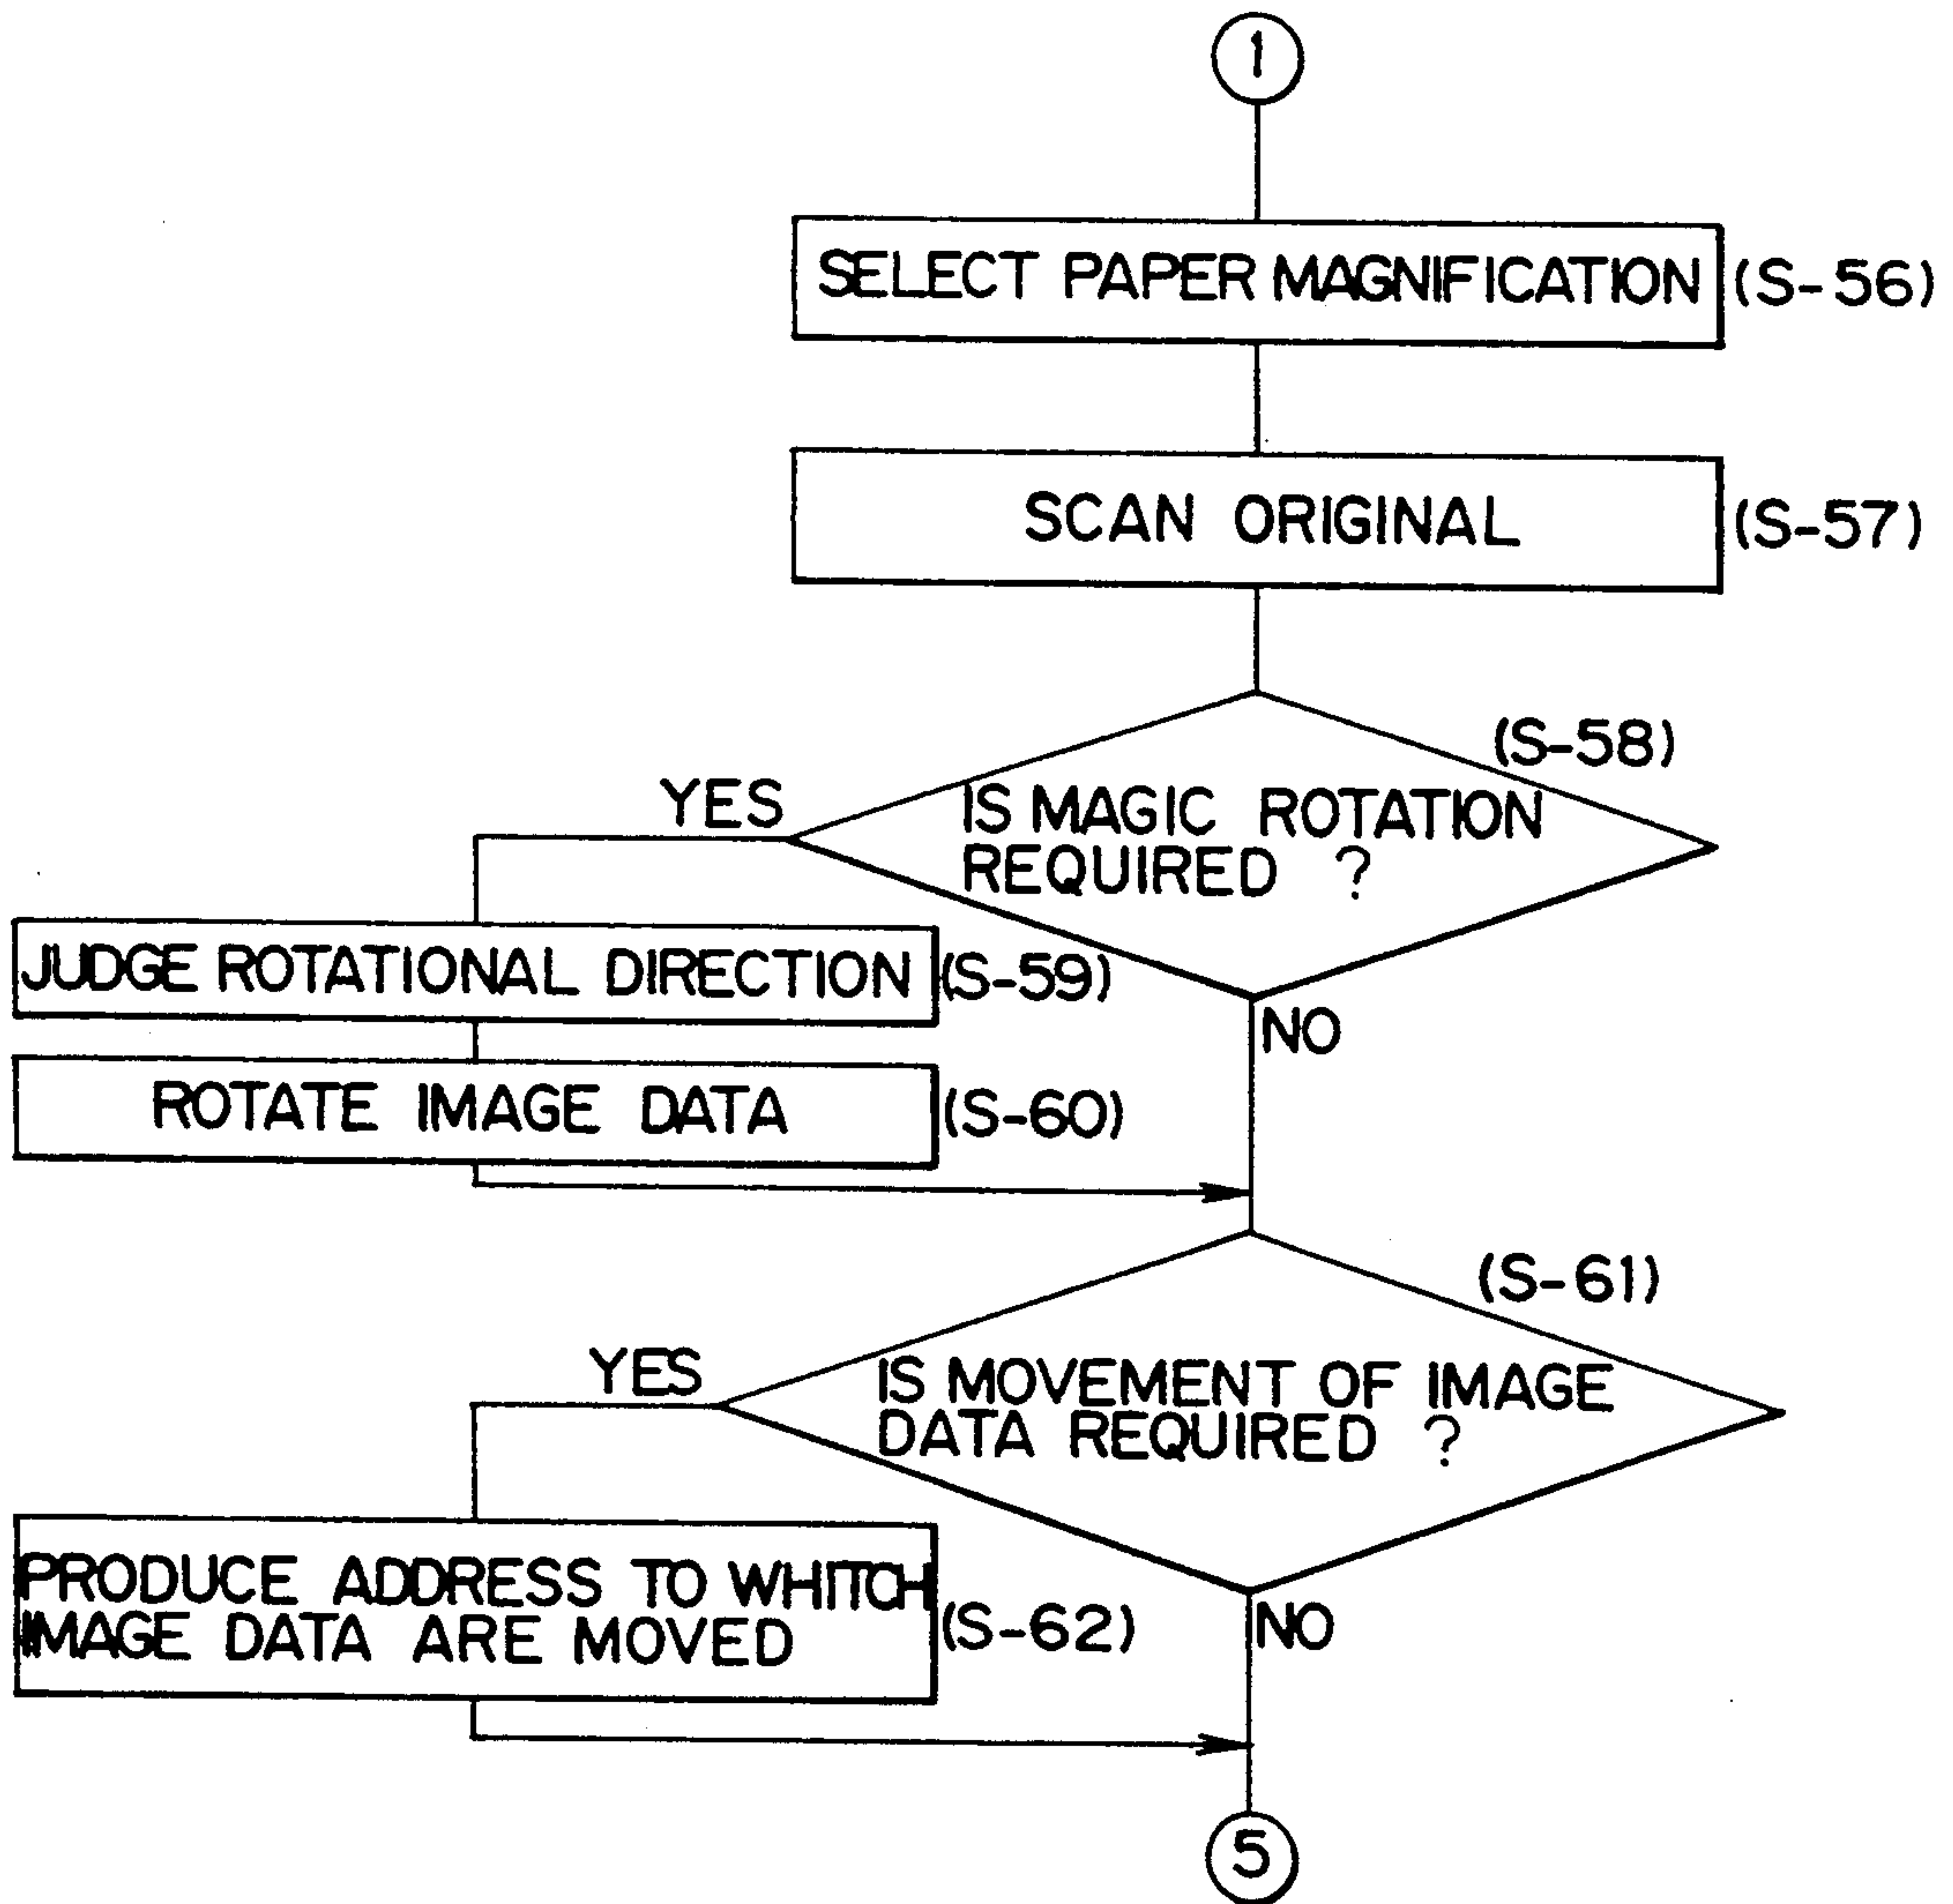 1
SELECT PAPER MAGNIFICATION (S-56)
SCAN ORIGINAL (S-57)
(S-58)
YES
IS MAGIC ROTATION
REQUIRED ?
JUDGE ROTATIONAL DIRECTION (S-59)
NO
ROTATE IMAGE DATA (S-60)
(S-61)
YES
IS MOVEMENT OF IMAGE
DATA REQUIRED ?
PRODUCE ADDRESS TO WHITCH
IMAGE DATA ARE MOVED (S-62)
NO
5